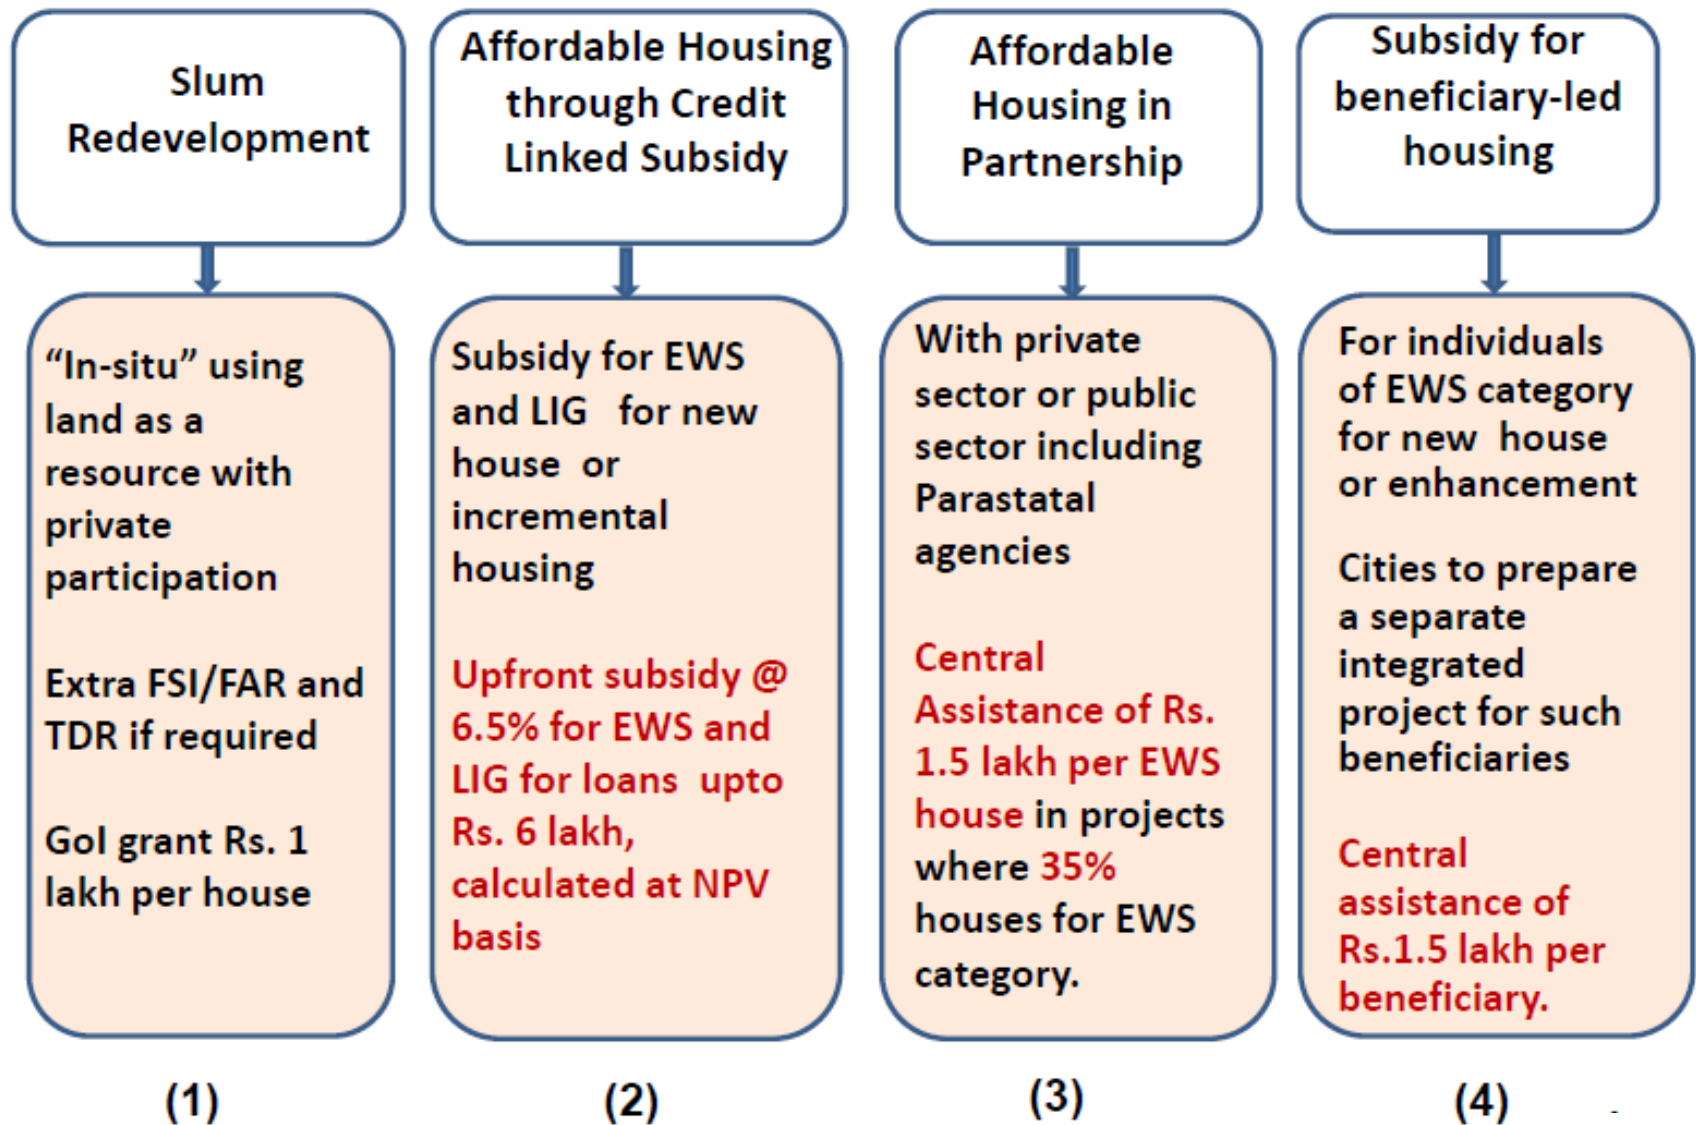 Slum
Redevelopment
“In-situ” using
land as a
resource with
private
participation
Extra FSI/FAR and
TDR if required
GoI grant Rs. 1
lakh per house
(1)
Affordable Housing
through Credit
Linked Subsidy
Subsidy for EWS
and LIG for new
house or
incremental
housing
Upfront subsidy @
6.5% for EWS and
LIG for loans upto
Rs. 6 lakh,
calculated at NPV
basis
(2)
Affordable
Housing in
Partnership
With private
sector or public
sector including
Parastatal
agencies
Central
Assistance of Rs.
1.5 lakh per EWS
house in projects
where 35%
houses for EWS
category.
(3)
Subsidy for
beneficiary-led
housing
For individuals
of EWS category
for new house
or enhancement
Cities to prepare
a separate
integrated
project for such
beneficiaries
Central
assistance of
Rs.1.5 lakh per
beneficiary.
(4)